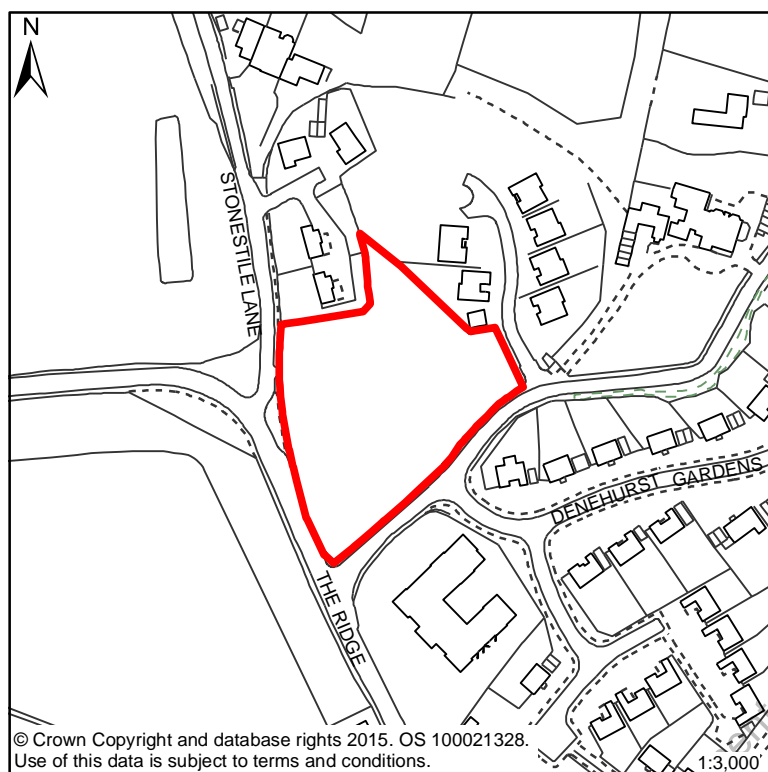 N
STONESTILE LANE
DENEHURST GARDENS
THE RIDGE
© Crown Copyright and database rights 2015. OS 100021328.
Use of this data is subject to terms and conditions.
1:3,000